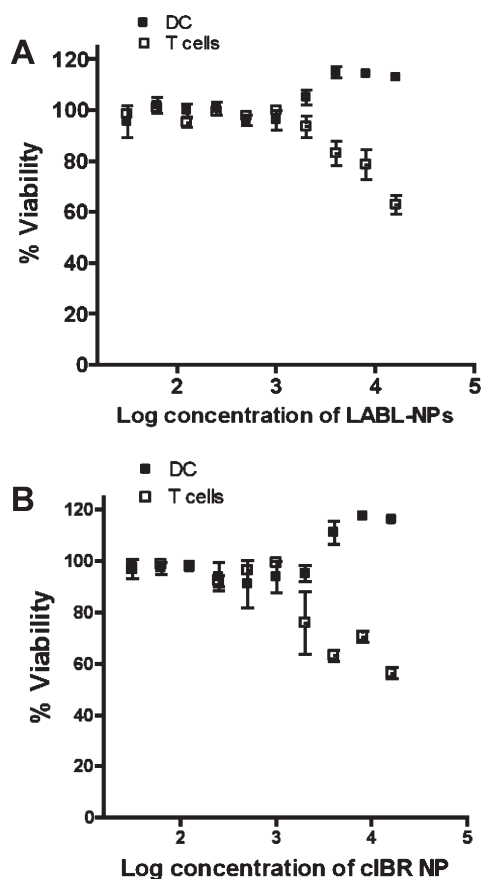 A
DC
T cells
120
100
80
60
40
20
0
% Viability
2 3 4 5
Log concentration of LABL-NPs
B
DC
T cells
120
100
80
60
40
20
0
% Viability
2 3 4 5
Log concentration of cIBR NP